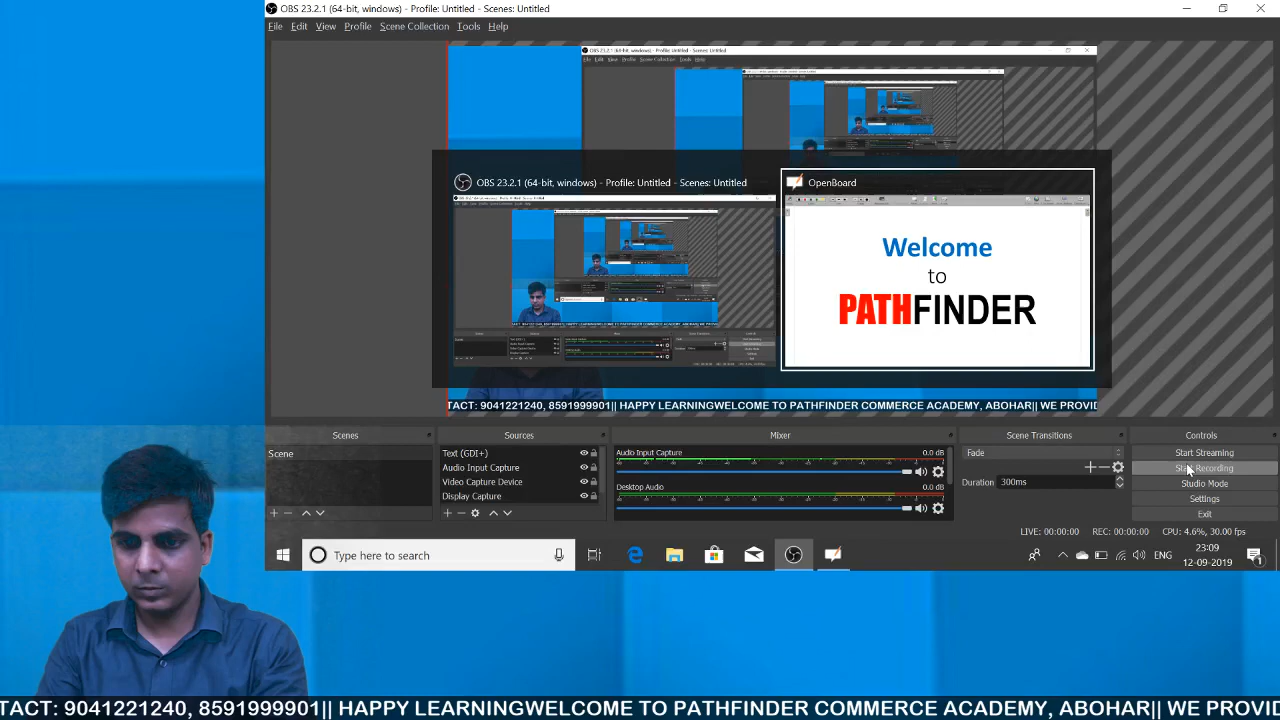 OBS 23.2.1 (64-bit, windows) - Profile: Untitled - Scenes: Untitled
File Edit View Profile Scene Collection Tools Help
OBS 23.2.1 (64-bit, windows) - Profile: Untitled - Scenes: Untitled
OpenBoard
Welcome
to
PATHFINDER
TACT: 9041221240, 8591999901|| HAPPY LEARNINGWELCOME TO PATHFINDER COMMERCE ACADEMY, ABOHAR|| WE PROVID
Scenes
Sources
Mixer
Scene Transitions
Controls
Scene
Text (GDI+)
Audio Input Capture
Video Capture Device
Display Capture
Audio Input Capture 0.0 dB
Desktop Audio 0.0 dB
Fade
Duration 300ms
Start Streaming
Start Recording
Studio Mode
Settings
Exit
LIVE: 00:00:00 REC: 00:00:00 CPU: 4.6%, 30.00 fps
Type here to search
ENG
23:09
12-09-2019
1
TACT: 9041221240, 8591999901|| HAPPY LEARNINGWELCOME TO PATHFINDER COMMERCE ACADEMY, ABOHAR|| WE PROVID